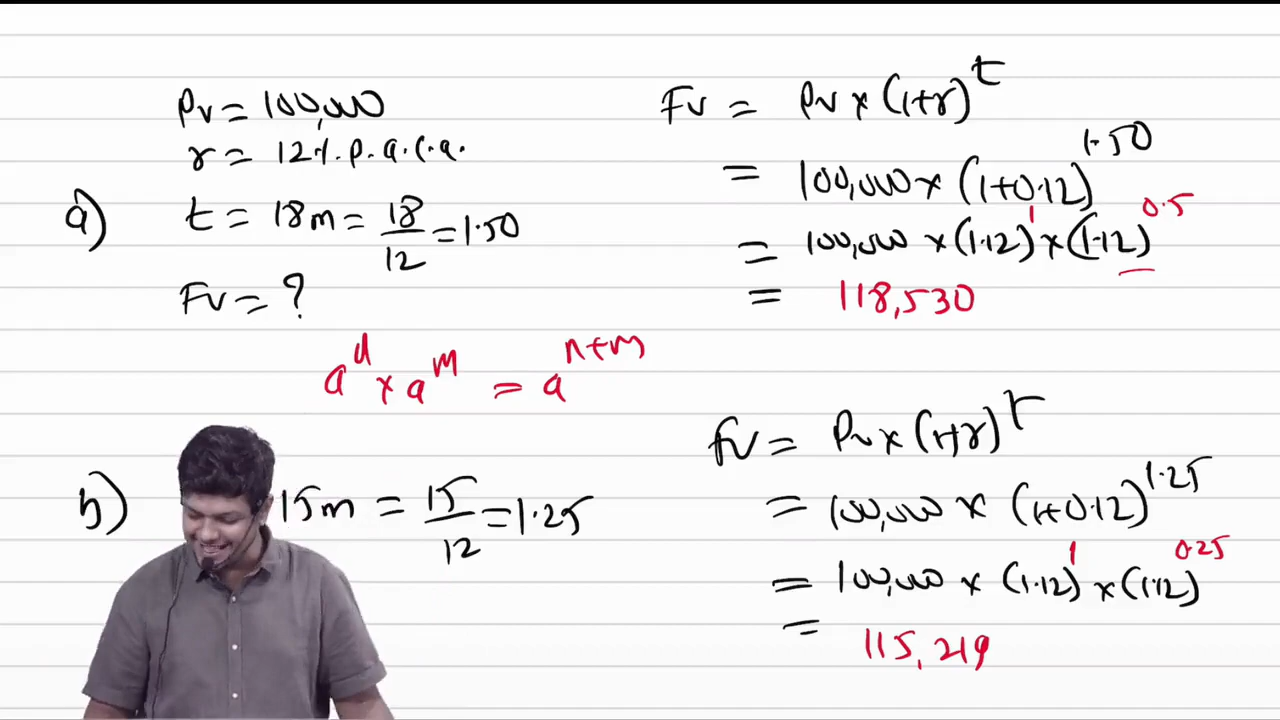 a)
Pv = 100,000
r = 12%. p.a.c.a.
t = 18m = 18/12 = 1.50
Fv = ?
Fv = Pv × (1+r)^t
= 100,000 × (1+0.12)^1.50
= 100,000 × (1.12)^1 × (1.12)^0.5
= 118,530
a^n × a^m = a^n+m
b)
15m = 15/12 = 1.25
Fv = Pv × (1+r)^t
= 100,000 × (1+0.12)^1.25
= 100,000 × (1.12)^1 × (1.12)^0.25
= 115,219